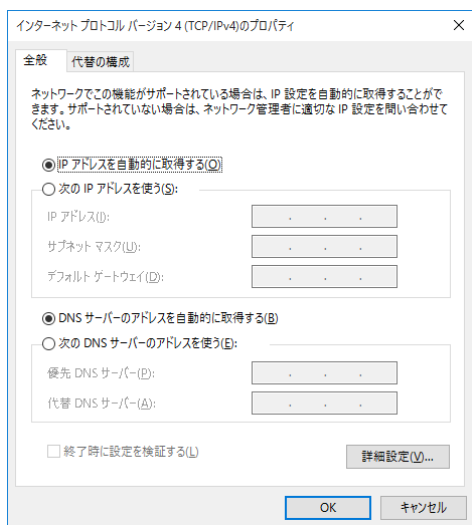 インターネット プロトコル バージョン 4 (TCP/IPv4)のプロパティ
全般
代替の構成
ネットワークでこの機能がサポートされている場合は、IP 設定を自動的に取得することがで
きます。サポートされていない場合は、ネットワーク管理者に適切な IP 設定を問い合わせて
ください。
IP アドレスを自動的に取得する(O)
次の IP アドレスを使う(S):
IP アドレス(I):
サブネット マスク(U):
デフォルト ゲートウェイ(D):
DNS サーバーのアドレスを自動的に取得する(B)
次の DNS サーバーのアドレスを使う(E):
優先 DNS サーバー(P):
代替 DNS サーバー(A):
終了時に設定を検証する(L)
詳細設定(V)...
OK
キャンセル